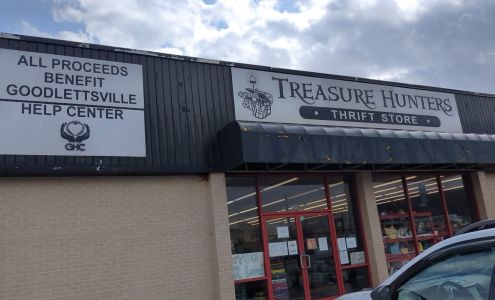 ALL PROCEEDS
BENEFIT
GOODLETTSVILLE
HELP CENTER
GHC
TREASURE HUNTERS
• THRIFT STORE •